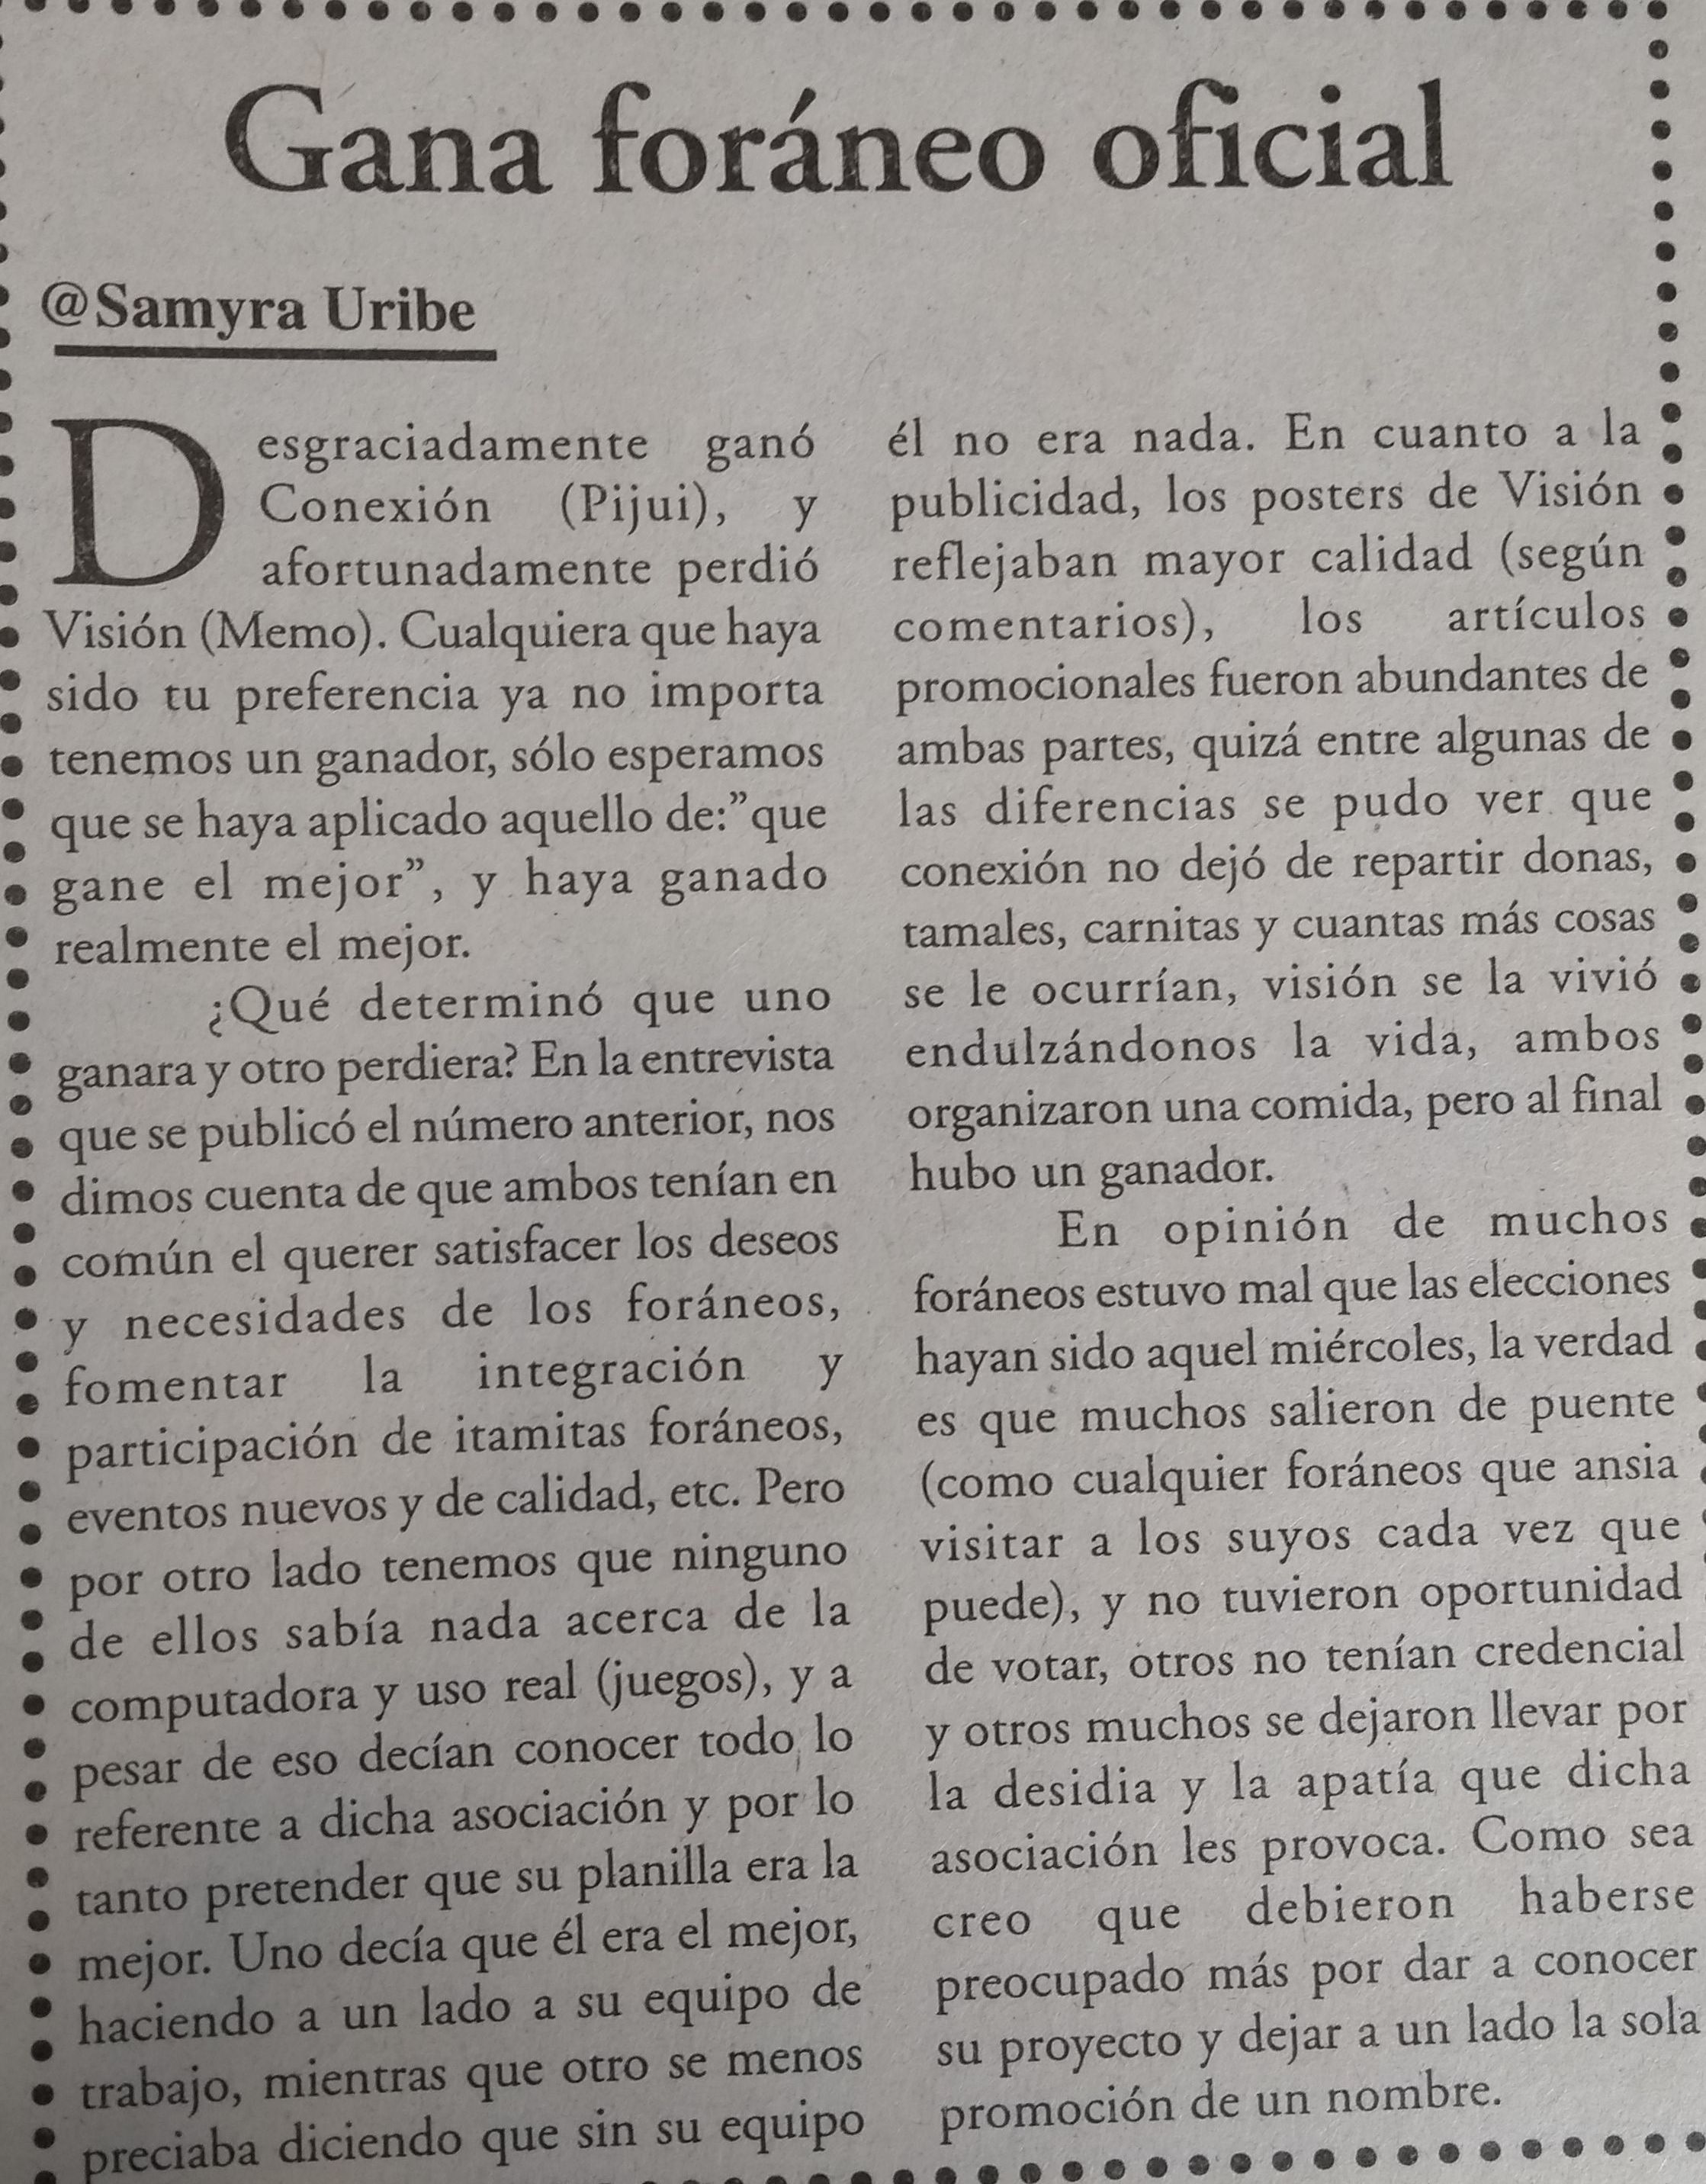 Gana foráneo oficial
@Samyra Uribe
Desgraciadamente ganó
Conexión (Pijui), y
afortunadamente perdió
Visión (Memo). Cualquiera que haya
sido tu preferencia ya no importa
tenemos un ganador, sólo esperamos
que se haya aplicado aquello de:”que
gane el mejor”, y haya ganado
realmente el mejor.
¿Qué determinó que uno
ganara y otro perdiera? En la entrevista
que se publicó el número anterior, nos
dimos cuenta de que ambos tenían en
común el querer satisfacer los deseos
y necesidades de los foráneos,
fomentar la integración y
participación de itamitas foráneos,
eventos nuevos y de calidad, etc. Pero
por otro lado tenemos que ninguno
de ellos sabía nada acerca de la
computadora y uso real (juegos), y a
pesar de eso decían conocer todo lo
referente a dicha asociación y por lo
tanto pretender que su planilla era la
mejor. Uno decía que él era el mejor,
haciendo a un lado a su equipo de
trabajo, mientras que otro se menos
preciaba diciendo que sin su equipo
él no era nada. En cuanto a la
publicidad, los posters de Visión
reflejaban mayor calidad (según
comentarios), los artículos
promocionales fueron abundantes de
ambas partes, quizá entre algunas de
las diferencias se pudo ver que
conexión no dejó de repartir donas,
tamales, carnitas y cuantas más cosas
se le ocurrían, visión se la vivió
endulzándonos la vida, ambos
organizaron una comida, pero al final
hubo un ganador.
En opinión de muchos
foráneos estuvo mal que las elecciones
hayan sido aquel miércoles, la verdad
es que muchos salieron de puente
(como cualquier foráneos que ansia
visitar a los suyos cada vez que
puede), y no tuvieron oportunidad
de votar, otros no tenían credencial
y otros muchos se dejaron llevar por
la desidia y la apatía que dicha
asociación les provoca. Como sea
creo que debieron haberse
preocupado más por dar a conocer
su proyecto y dejar a un lado la sola
promoción de un nombre.